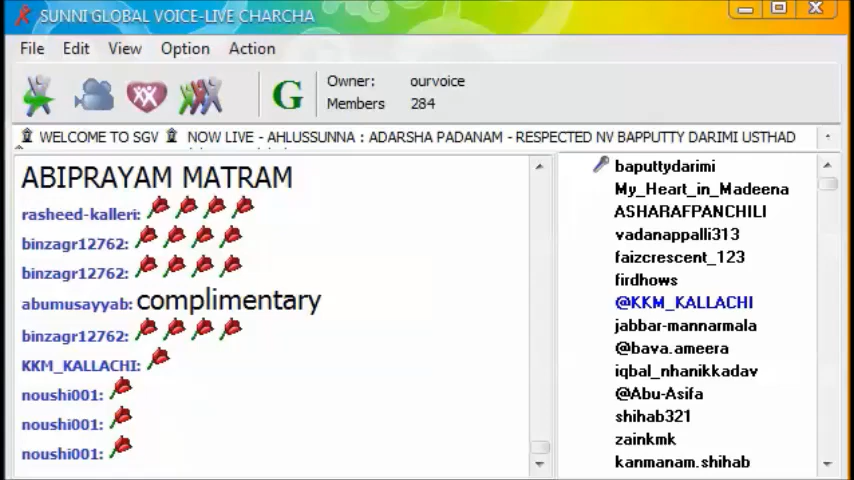 SUNNI GLOBAL VOICE-LIVE CHARCHA
File Edit View Option Action
G
Owner: ourvoice
Members 284
WELCOME TO SGV NOW LIVE - AHLUSSUNNA : ADARSHA PADANAM - RESPECTED NV BAPPUTTY DARIMI USTHAD
ABIPRAYAM MATRAM
rasheed-kalleri:
binzagr12762:
binzagr12762:
abumusayyab: complimentary
binzagr12762:
KKM_KALLACHI:
noushi001:
noushi001:
noushi001:
baputtydarimi
My_Heart_in_Madeena
ASHARAFPANCHILI
vadanappalli313
faizcrescent_123
firdhows
@KKM_KALLACHI
jabbar-mannarmala
@bava.ameera
iqbal_nhanikkadav
@Abu-Asifa
shihab321
zainkmk
kanmanam.shihab